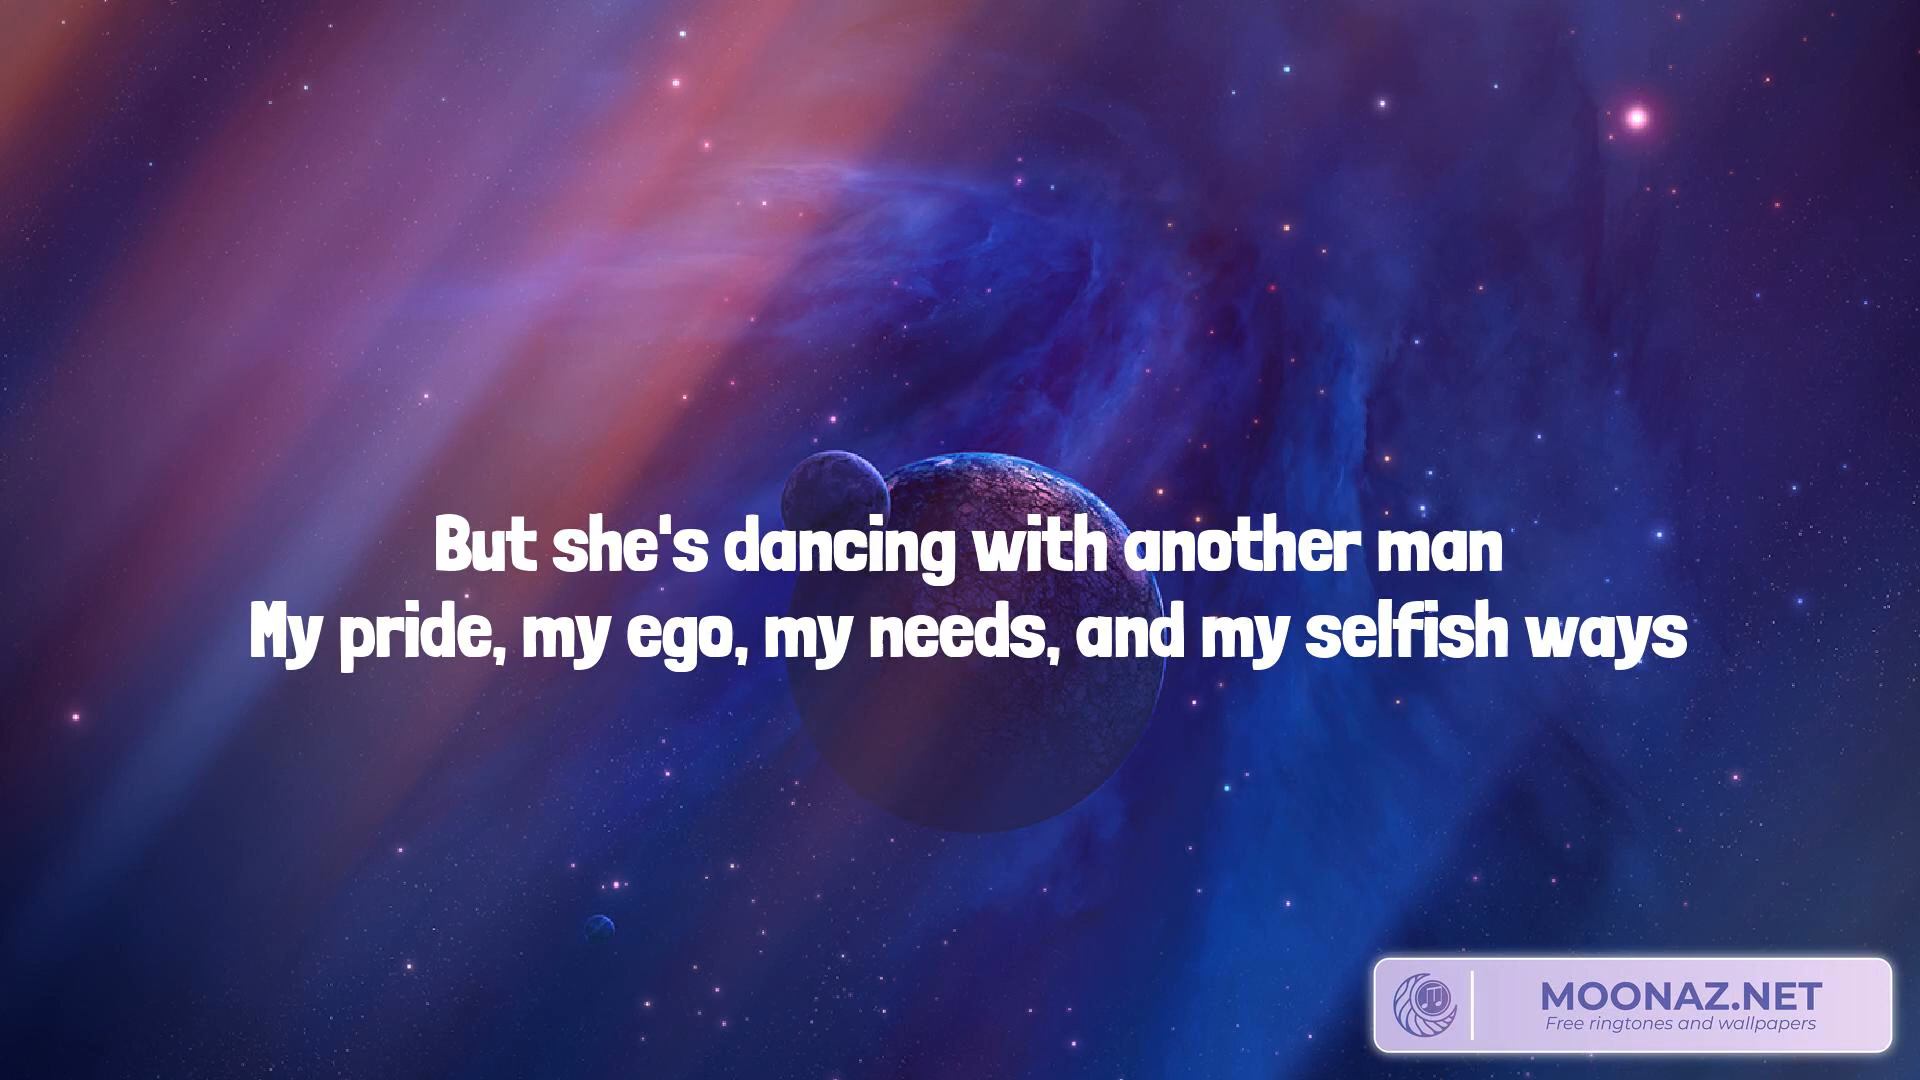 But she's dancing with another man
My pride, my ego, my needs, and my selfish ways
MOONAZ.NET
Free ringtones and wallpapers